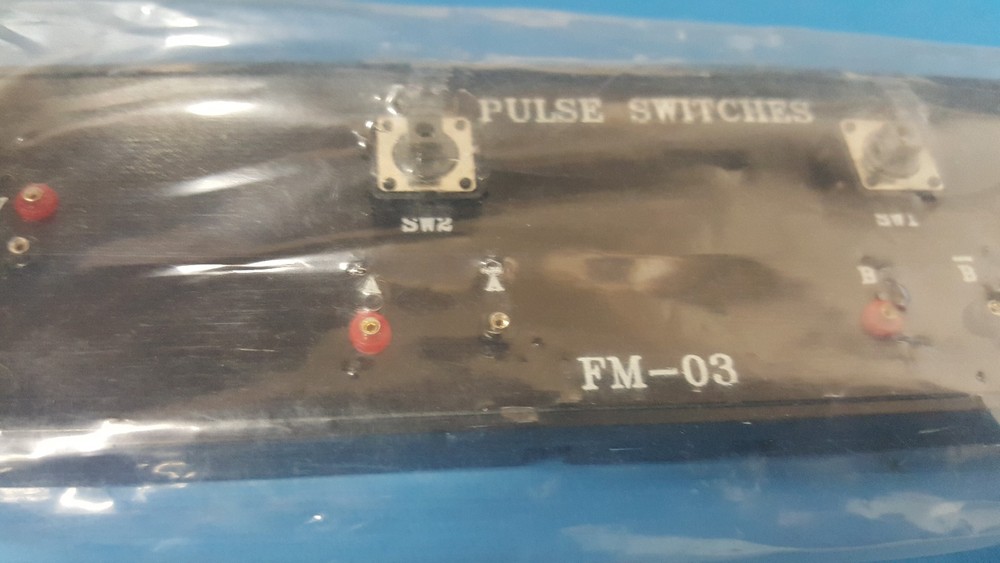 PULSE SWITCHES
SW2 SW1
A Ā B B̄
FM-03